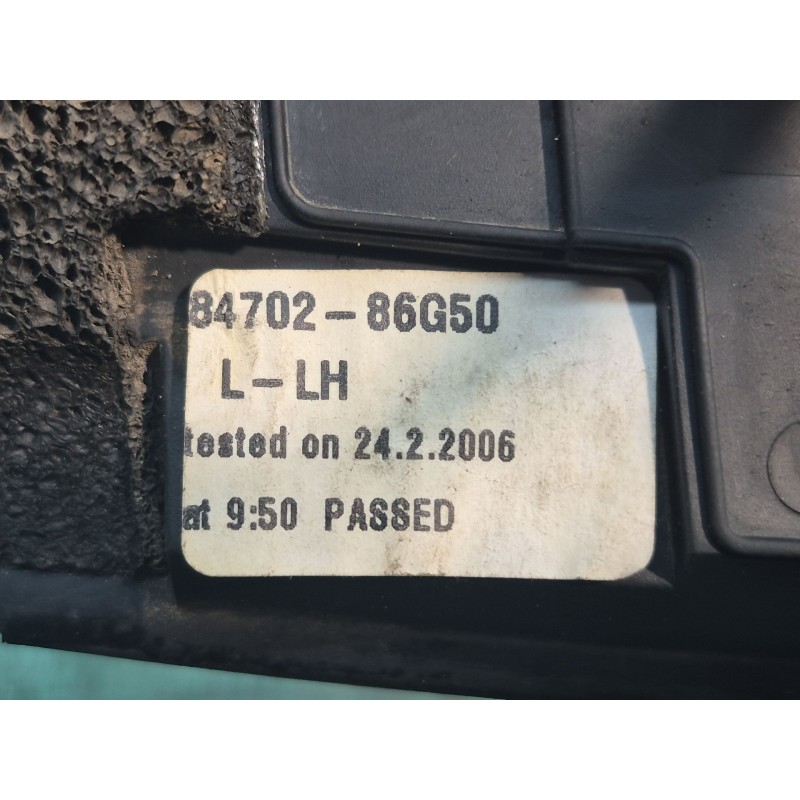 84702-86G50
L-LH
tested on 24.2.2006
at 9:50 PASSED